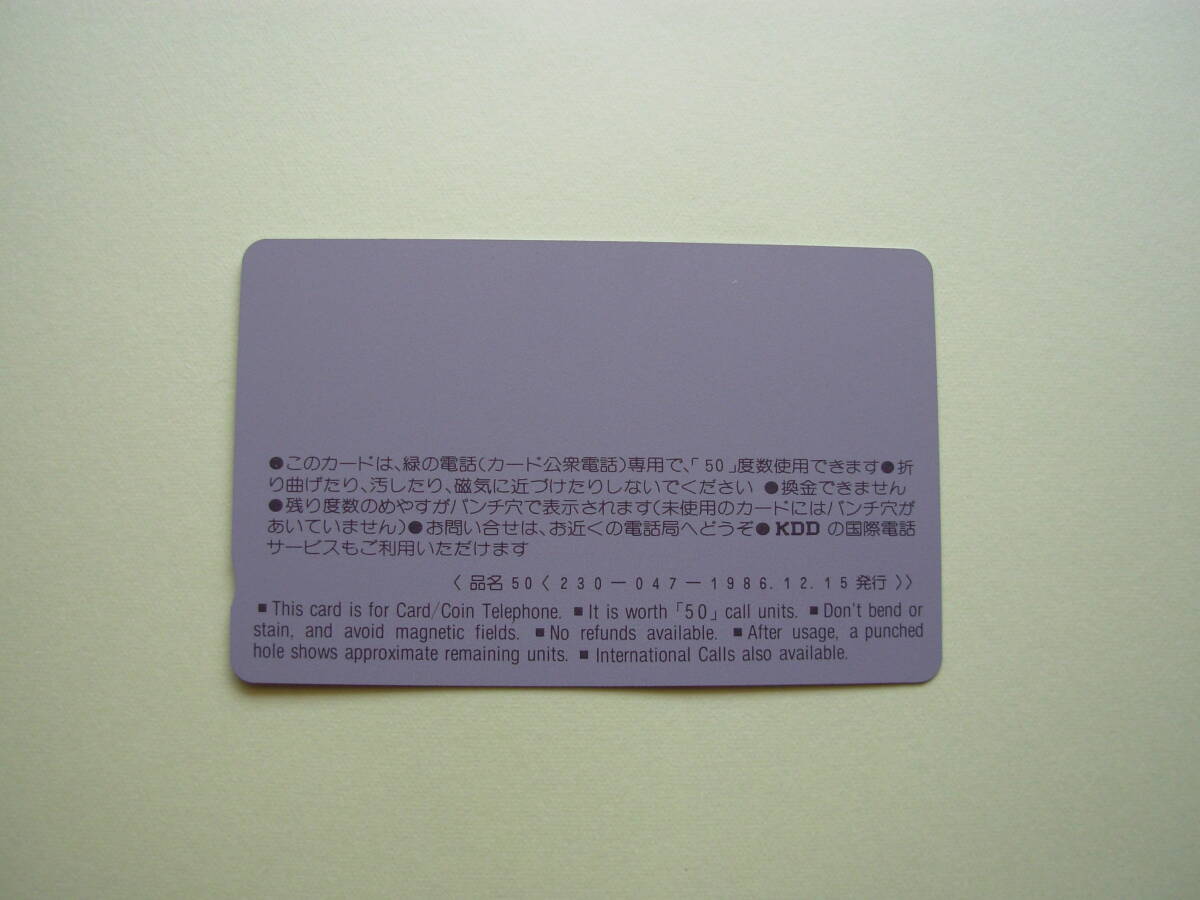 ●このカードは、緑の電話(カード公衆電話)専用で、「50」度数使用できます●折
り曲げたり、汚したり、磁気に近づけたりしないでください ●換金できません
●残り度数のめやすがパンチ穴で表示されます(未使用のカードにはパンチ穴が
あいていません)●お問い合せは、お近くの電話局へどうぞ●KDDの国際電話
サービスもご利用いただけます
〈品名50〈230－047－1986.12.15発行〉〉
■This card is for Card/Coin Telephone. ■It is worth「50」call units. ■Don't bend or
stain, and avoid magnetic fields. ■No refunds available. ■After usage, a punched
hole shows approximate remaining units. ■International Calls also available.